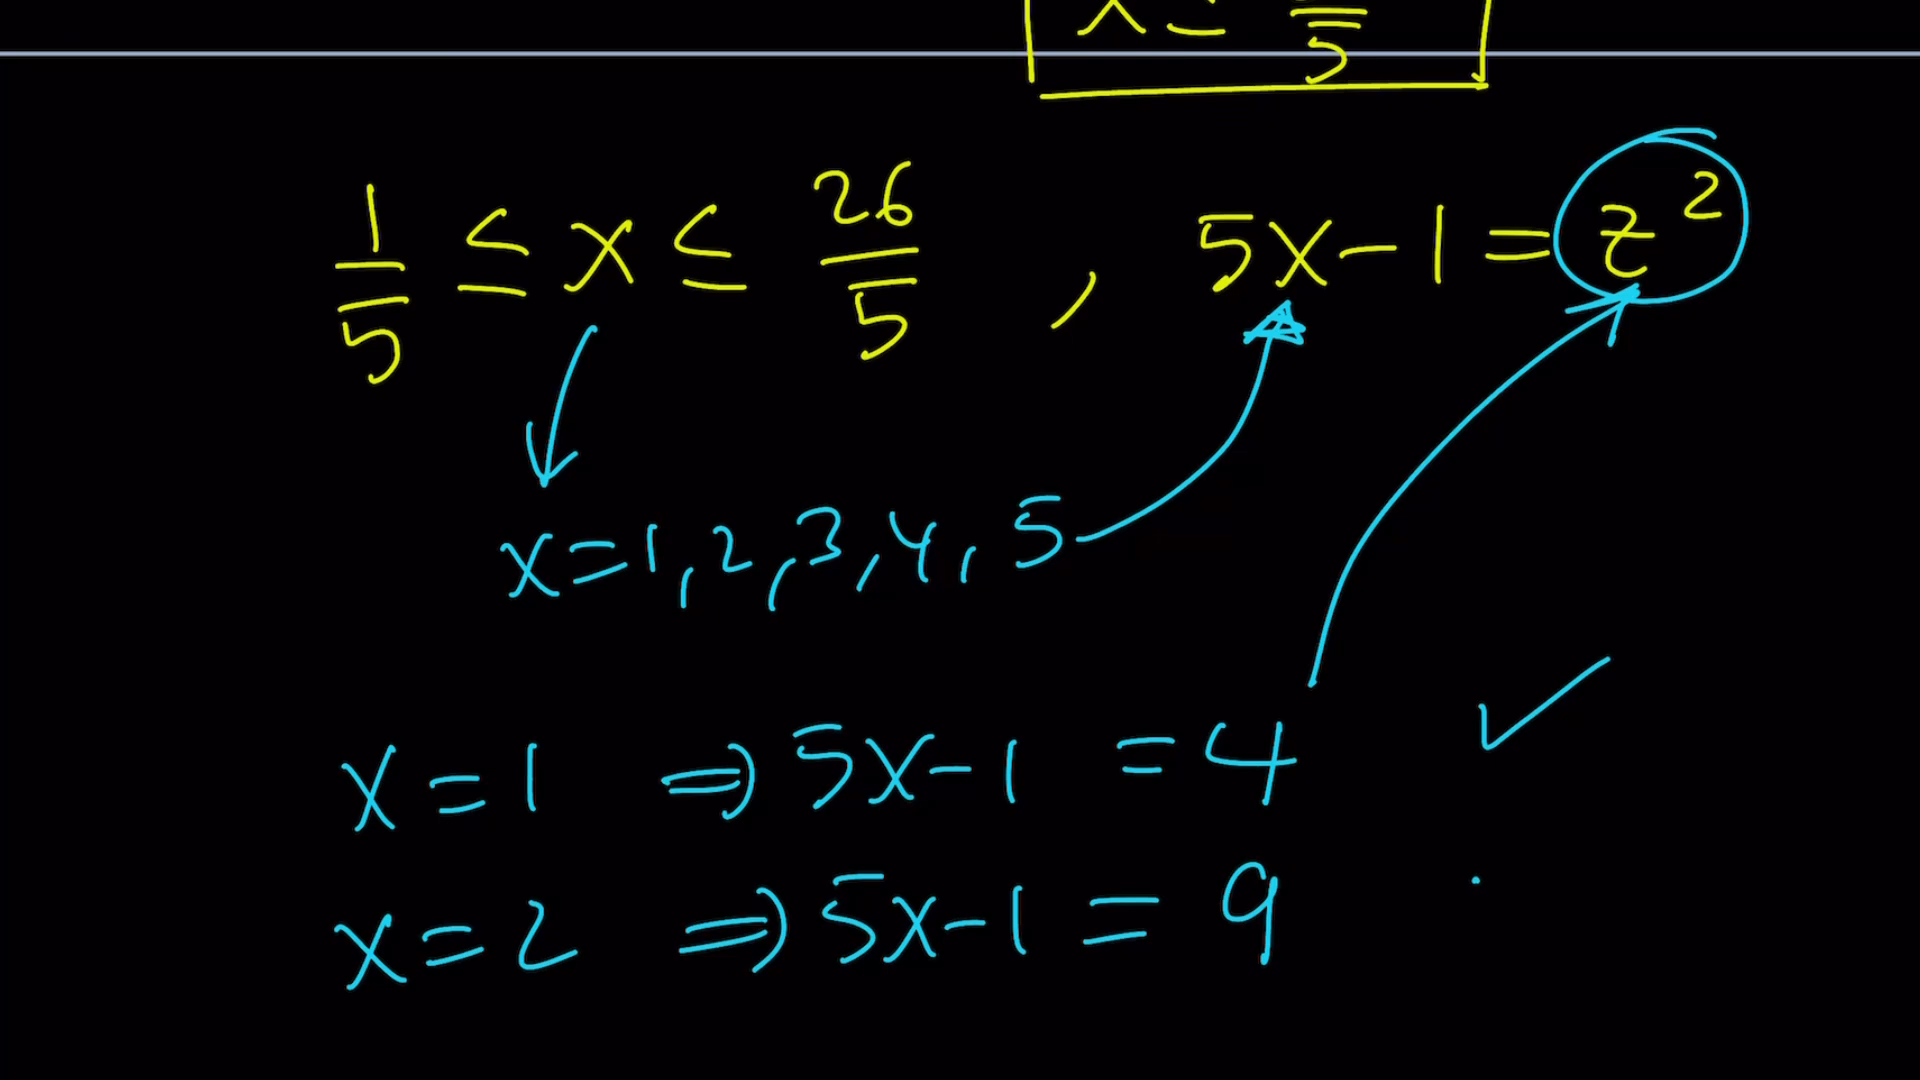 x ≤ /5
1/5 ≤ x ≤ 26/5 , 5x-1 = z²
x=1,2,3,4,5
x=1 ⇒ 5x-1 = 4 ✓
x=2 ⇒ 5x-1 = 9